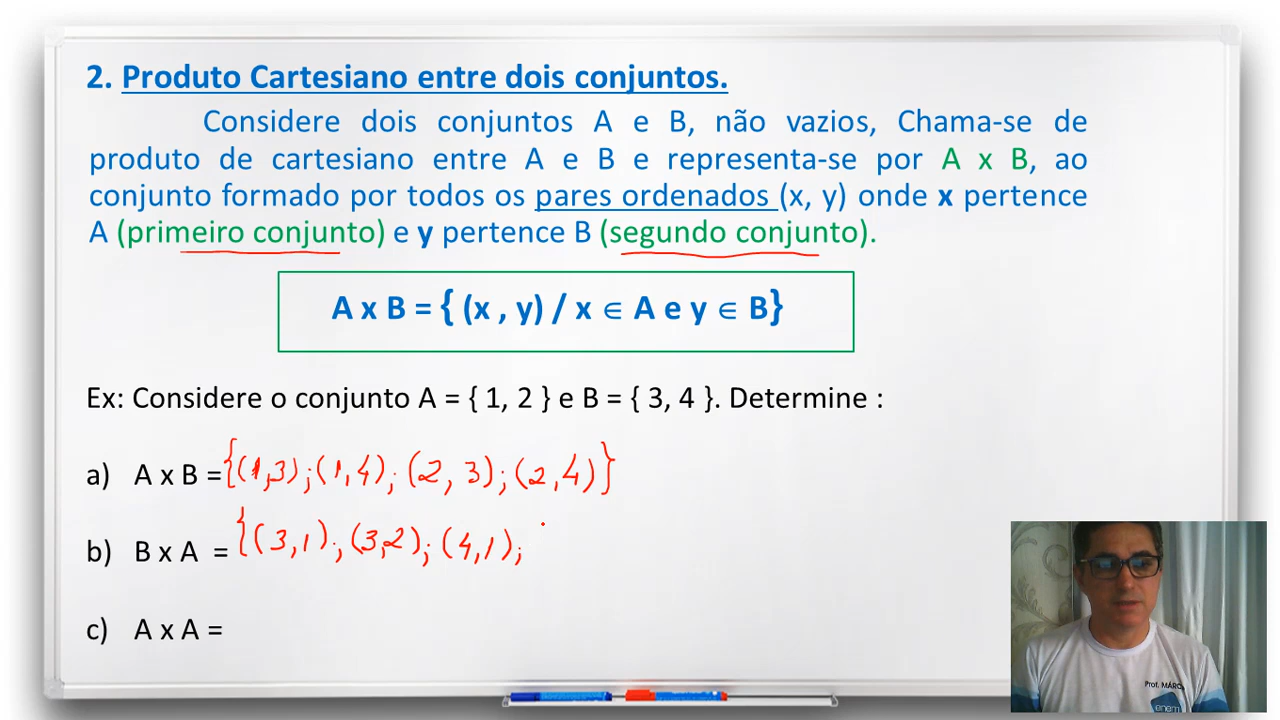 2. Produto Cartesiano entre dois conjuntos.
Considere dois conjuntos A e B, não vazios, Chama-se de
produto de cartesiano entre A e B e representa-se por A x B, ao
conjunto formado por todos os pares ordenados (x, y) onde x pertence
A (primeiro conjunto) e y pertence B (segundo conjunto).
A x B = { (x , y) / x ∈ A e y ∈ B}
Ex: Considere o conjunto A = { 1, 2 } e B = { 3, 4 }. Determine :
a) A x B = {(1,3);(1,4);(2,3);(2,4)}
b) B x A = {(3,1);(3,2);(4,1);
c) A x A =
Prof. MÁRC
enem